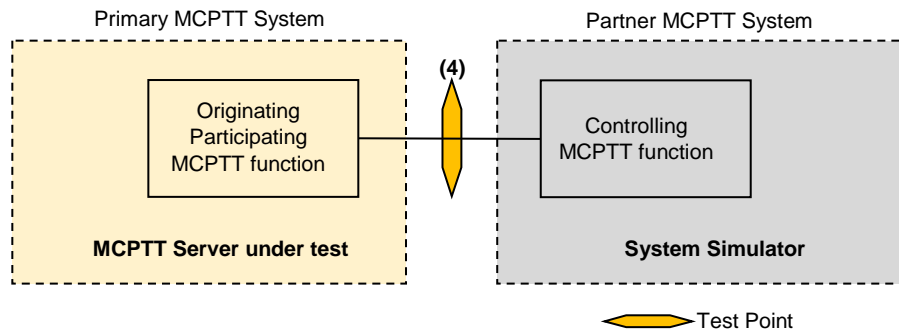 Primary MCPTT System
Partner MCPTT System
(4)
Originating
Participating
MCPTT function
Controlling
MCPTT function
MCPTT Server under test
System Simulator
Test Point